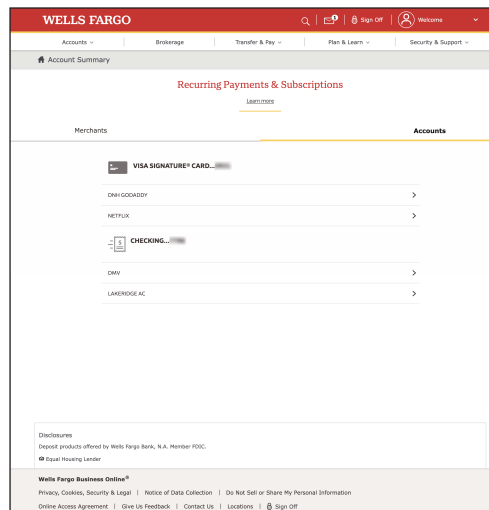 WELLS FARGO
Sign Off
Welcome
Accounts
Brokerage
Transfer & Pay
Plan & Learn
Security & Support
Account Summary
Recurring Payments & Subscriptions
Learn more
Merchants
Accounts
VISA SIGNATURE® CARD...
DNH GODADDY
NETFLIX
CHECKING...
DMV
LAKERIDGE AC
Disclosures
Deposit products offered by Wells Fargo Bank, N.A. Member FDIC.
Equal Housing Lender
Wells Fargo Business Online®
Privacy, Cookies, Security & Legal | Notice of Data Collection | Do Not Sell or Share My Personal Information
Online Access Agreement | Give Us Feedback | Contact Us | Locations | Sign Off